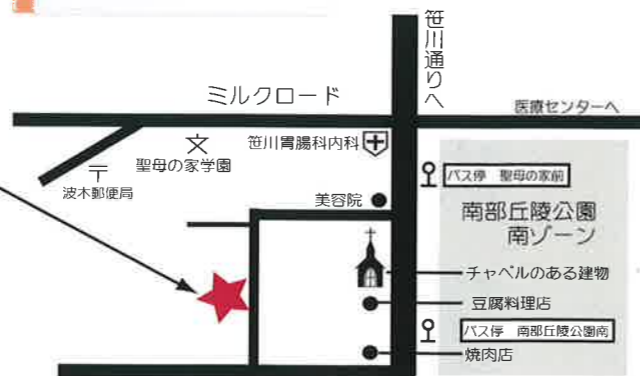 笹川通りへ
ミルクロード
医療センターへ
笹川胃腸科内科
聖母の家学園
波木郵便局
バス停 聖母の家前
美容院
南部丘陵公園
南ゾーン
チャペルのある建物
豆腐料理店
バス停 南部丘陵公園南
焼肉店